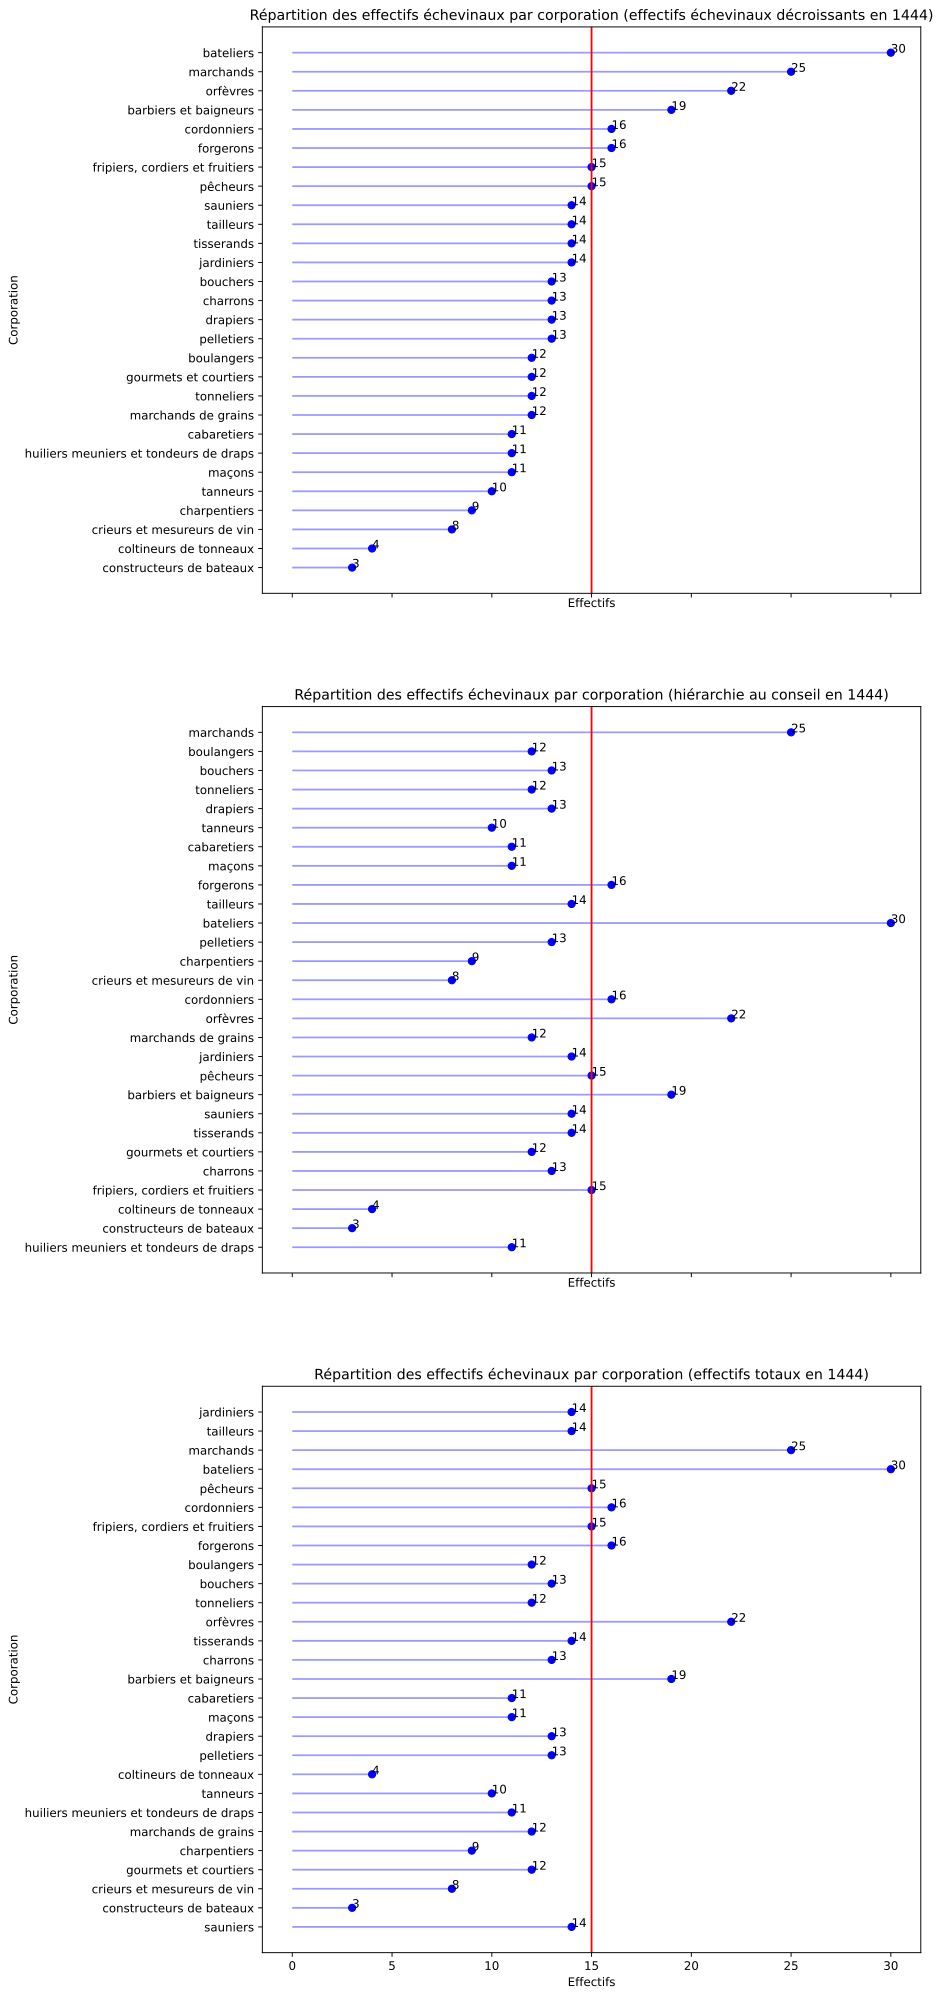 Répartition des effectifs échevinaux par corporation (effectifs échevinaux décroissants en 1444)
bateliers 30
marchands 25
orfèvres 22
barbiers et baigneurs 19
cordonniers 16
forgerons 16
fripiers, cordiers et fruitiers 15
pêcheurs 15
sauniers 14
tailleurs 14
tisserands 14
jardiniers 14
bouchers 13
charrons 13
drapiers 13
pelletiers 13
boulangers 12
gourmets et courtiers 12
tonneliers 12
marchands de grains 12
cabaretiers 11
huiliers meuniers et tondeurs de draps 11
maçons 11
tanneurs 10
charpentiers 9
crieurs et mesureurs de vin 8
coltineurs de tonneaux 4
constructeurs de bateaux 3
Corporation
Effectifs
Répartition des effectifs échevinaux par corporation (hiérarchie au conseil en 1444)
marchands 25
boulangers 12
bouchers 13
tonneliers 12
drapiers 13
tanneurs 10
cabaretiers 11
maçons 11
forgerons 16
tailleurs 14
bateliers 30
pelletiers 13
charpentiers 9
crieurs et mesureurs de vin 8
cordonniers 16
orfèvres 22
marchands de grains 12
jardiniers 14
pêcheurs 15
barbiers et baigneurs 19
sauniers 14
tisserands 14
gourmets et courtiers 12
charrons 13
fripiers, cordiers et fruitiers 15
coltineurs de tonneaux 4
constructeurs de bateaux 3
huiliers meuniers et tondeurs de draps 11
Corporation
Effectifs
Répartition des effectifs échevinaux par corporation (effectifs totaux en 1444)
jardiniers 14
tailleurs 14
marchands 25
bateliers 30
pêcheurs 15
cordonniers 16
fripiers, cordiers et fruitiers 15
forgerons 16
boulangers 12
bouchers 13
tonneliers 12
orfèvres 22
tisserands 14
charrons 13
barbiers et baigneurs 19
cabaretiers 11
maçons 11
drapiers 13
pelletiers 13
coltineurs de tonneaux 4
tanneurs 10
huiliers meuniers et tondeurs de draps 11
marchands de grains 12
charpentiers 9
gourmets et courtiers 12
crieurs et mesureurs de vin 8
constructeurs de bateaux 3
sauniers 14
Corporation
0 5 10 15 20 25 30
Effectifs